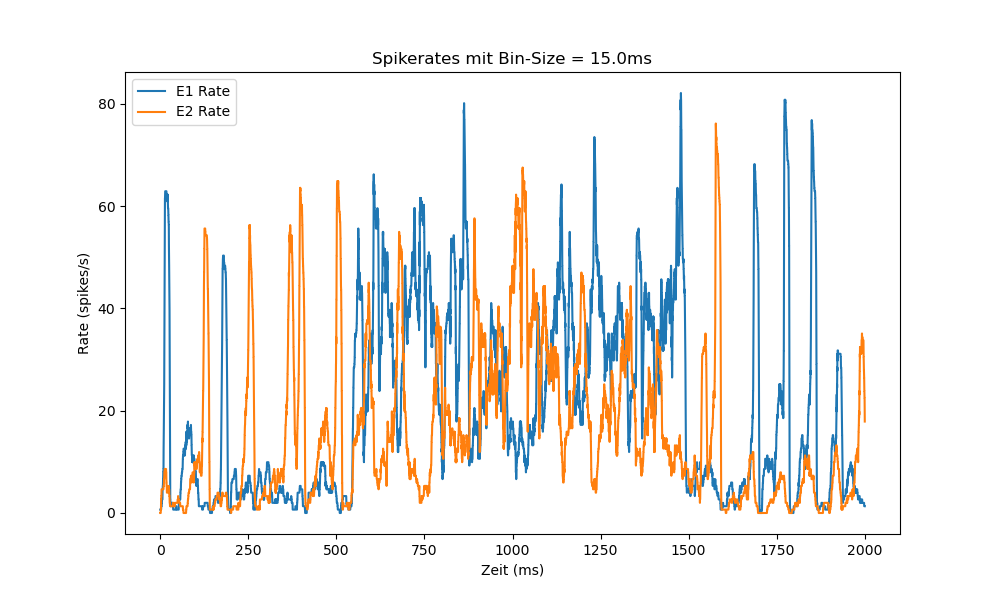 Spikerates mit Bin-Size = 15.0ms
E1 Rate
E2 Rate
Rate (spikes/s)
80
60
40
20
0
0 250 500 750 1000 1250 1500 1750 2000
Zeit (ms)